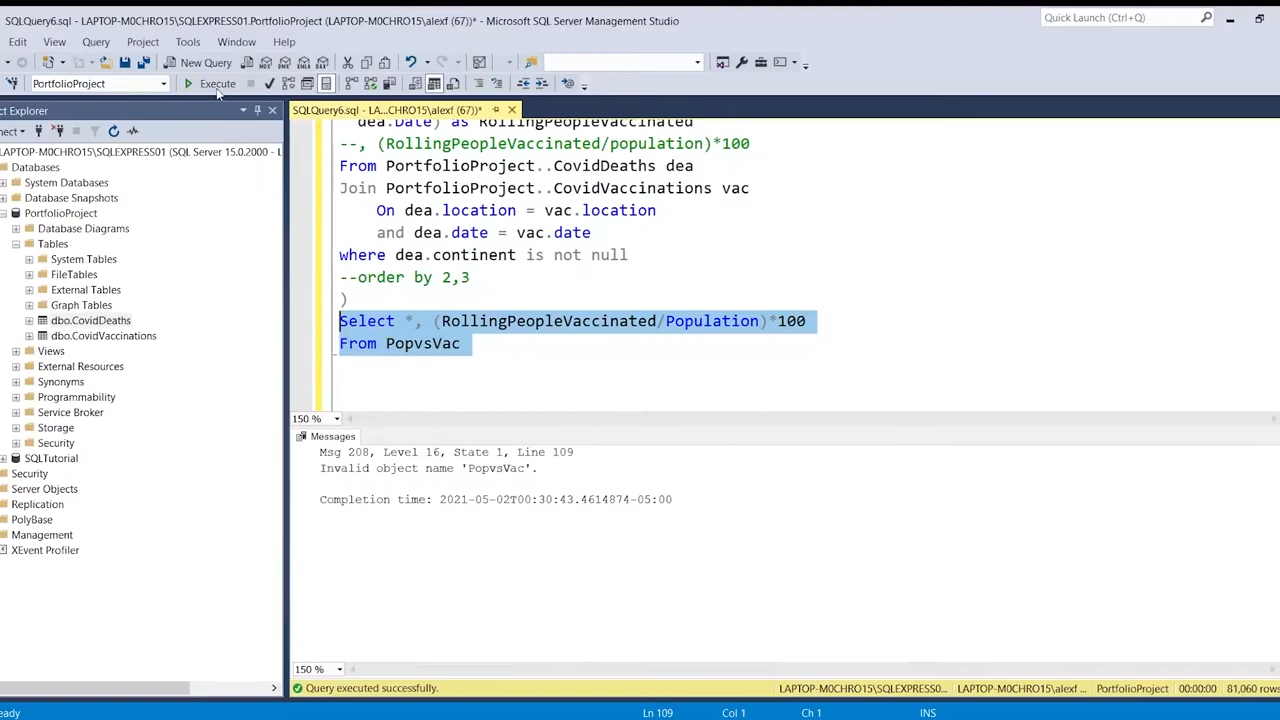 SQLQuery6.sql - LAPTOP-M0CHRO15\SQLEXPRESS01.PortfolioProject (LAPTOP-M0CHRO15\alexf (67))* - Microsoft SQL Server Management Studio
Quick Launch (Ctrl+Q)
Edit View Query Project Tools Window Help
New Query
MDX DMX XMLA DAX
PortfolioProject
Execute
ct Explorer
SQLQuery6.sql - LA...CHRO15\alexf (67))*
nect
LAPTOP-M0CHRO15\SQLEXPRESS01 (SQL Server 15.0.2000 - L
Databases
System Databases
Database Snapshots
PortfolioProject
Database Diagrams
Tables
System Tables
FileTables
External Tables
Graph Tables
dbo.CovidDeaths
dbo.CovidVaccinations
Views
External Resources
Synonyms
Programmability
Service Broker
Storage
Security
SQLTutorial
Security
Server Objects
Replication
PolyBase
Management
XEvent Profiler
dea.Date) as RollingPeopleVaccinated
--, (RollingPeopleVaccinated/population)*100
From PortfolioProject..CovidDeaths dea
Join PortfolioProject..CovidVaccinations vac
On dea.location = vac.location
and dea.date = vac.date
where dea.continent is not null
--order by 2,3
)
Select *, (RollingPeopleVaccinated/Population)*100
From PopvsVac
150 %
Messages
Msg 208, Level 16, State 1, Line 109
Invalid object name 'PopvsVac'.
Completion time: 2021-05-02T00:30:43.4614874-05:00
150 %
Query executed successfully.
LAPTOP-M0CHRO15\SQLEXPRESS0... LAPTOP-M0CHRO15\alexf ... PortfolioProject 00:00:00 81,060 rows
eady
Ln 109 Col 1 Ch 1 INS